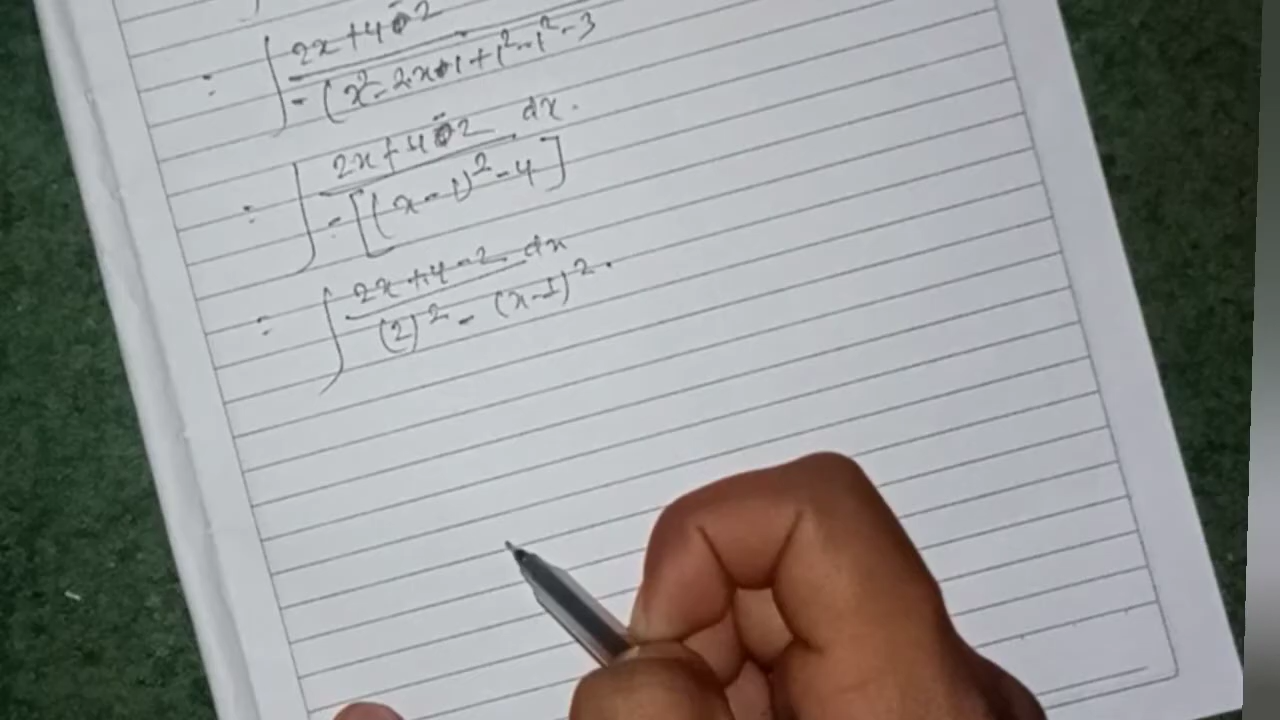 = ∫ 2x+4-2
-(x²-2x·1+1²-1²-3
= ∫ 2x+4-2 dx.
-[(x-1)²-4]
= ∫ 2x+4-2 dx
(2)² - (x-1)².